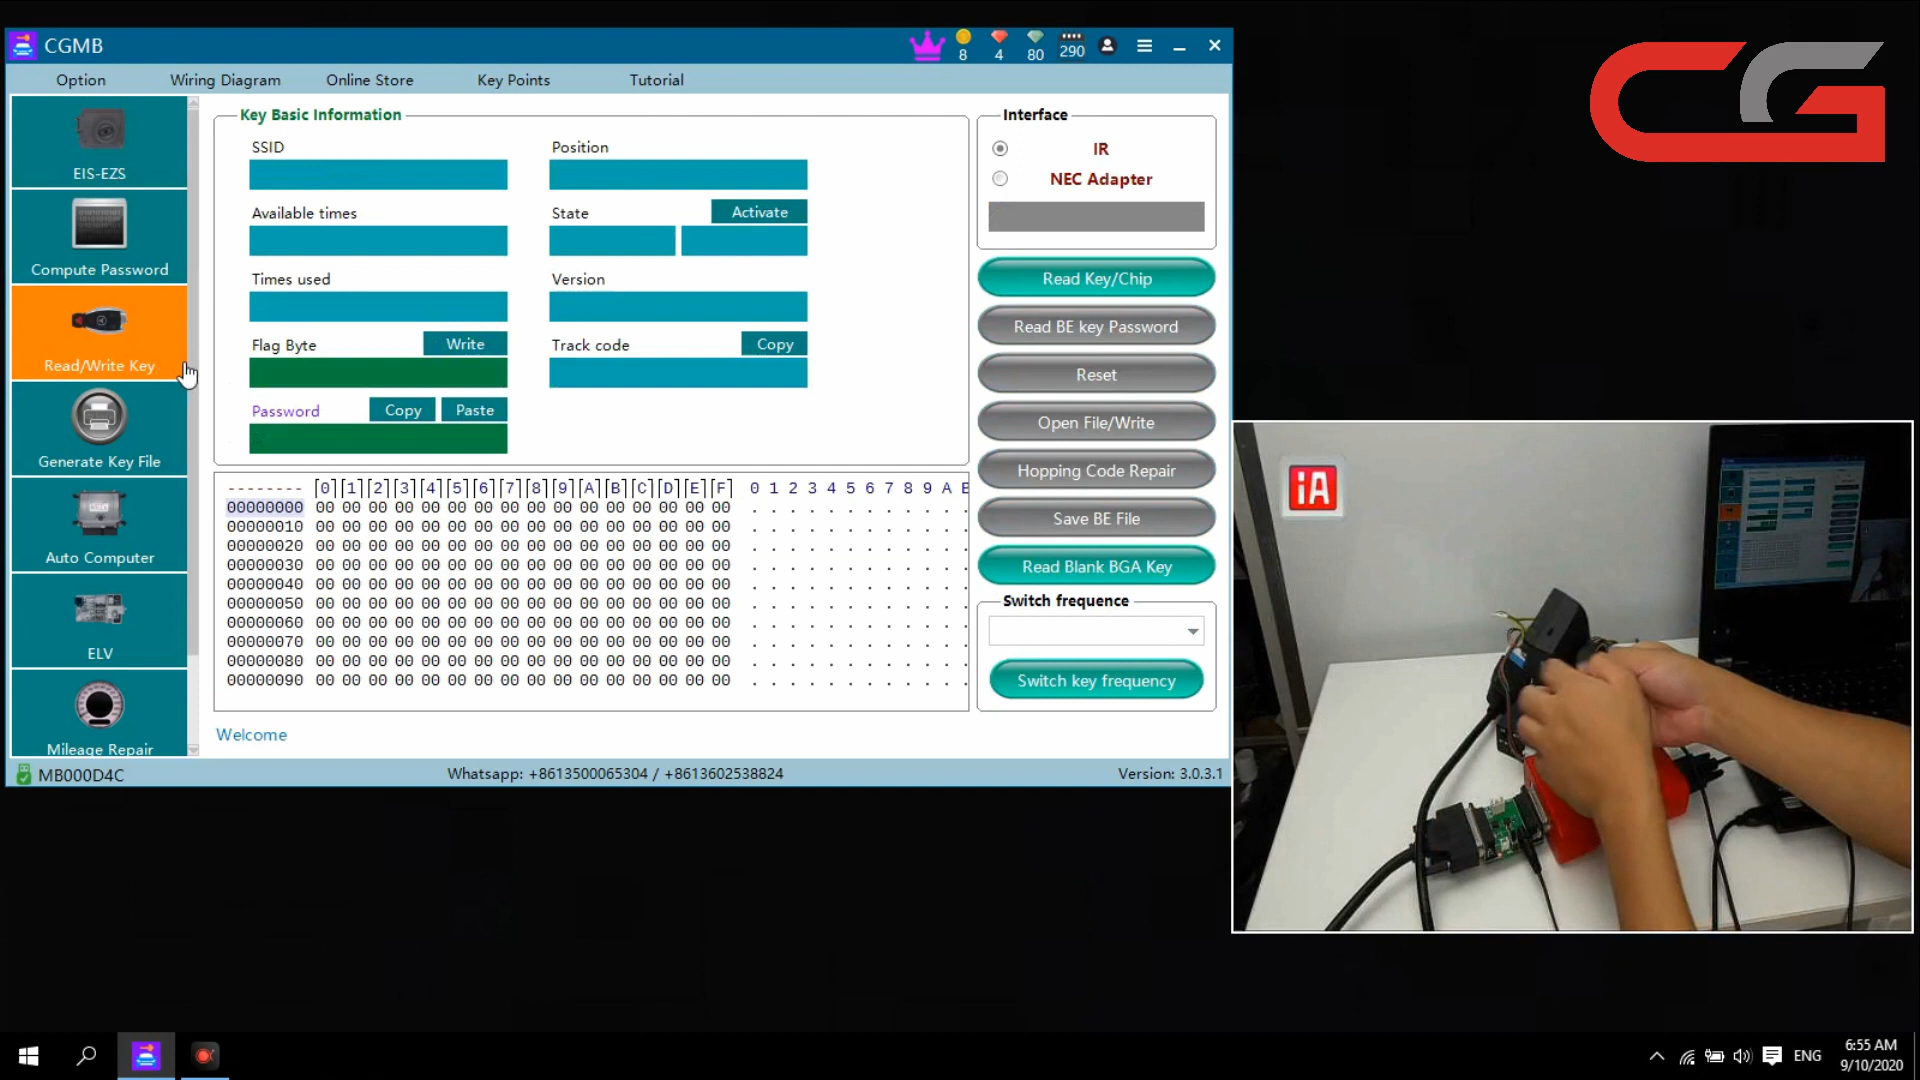 CGMB
8
4
80
290
Option
Wiring Diagram
Online Store
Key Points
Tutorial
EIS-EZS
Compute Password
Read/Write Key
Generate Key File
Auto Computer
ELV
Mileage Repair
Key Basic Information
SSID
Position
Available times
State
Activate
Times used
Version
Flag Byte
Write
Track code
Copy
Password
Copy
Paste
-------- [0][1][2][3][4][5][6][7][8][9][A][B][C][D][E][F] 0 1 2 3 4 5 6 7 8 9 A B
00000000 00 00 00 00 00 00 00 00 00 00 00 00 00 00 00 00 . . . . . . . . . . . .
00000010 00 00 00 00 00 00 00 00 00 00 00 00 00 00 00 00 . . . . . . . . . . . .
00000020 00 00 00 00 00 00 00 00 00 00 00 00 00 00 00 00 . . . . . . . . . . . .
00000030 00 00 00 00 00 00 00 00 00 00 00 00 00 00 00 00 . . . . . . . . . . . .
00000040 00 00 00 00 00 00 00 00 00 00 00 00 00 00 00 00 . . . . . . . . . . . .
00000050 00 00 00 00 00 00 00 00 00 00 00 00 00 00 00 00 . . . . . . . . . . . .
00000060 00 00 00 00 00 00 00 00 00 00 00 00 00 00 00 00 . . . . . . . . . . . .
00000070 00 00 00 00 00 00 00 00 00 00 00 00 00 00 00 00 . . . . . . . . . . . .
00000080 00 00 00 00 00 00 00 00 00 00 00 00 00 00 00 00 . . . . . . . . . . . .
00000090 00 00 00 00 00 00 00 00 00 00 00 00 00 00 00 00 . . . . . . . . . . . .
Welcome
Interface
IR
NEC Adapter
Read Key/Chip
Read BE key Password
Reset
Open File/Write
Hopping Code Repair
Save BE File
Read Blank BGA Key
Switch frequence
Switch key frequency
MB000D4C
Whatsapp: +8613500065304 / +8613602538824
Version: 3.0.3.1
CG
iA
ENG
6:55 AM
9/10/2020